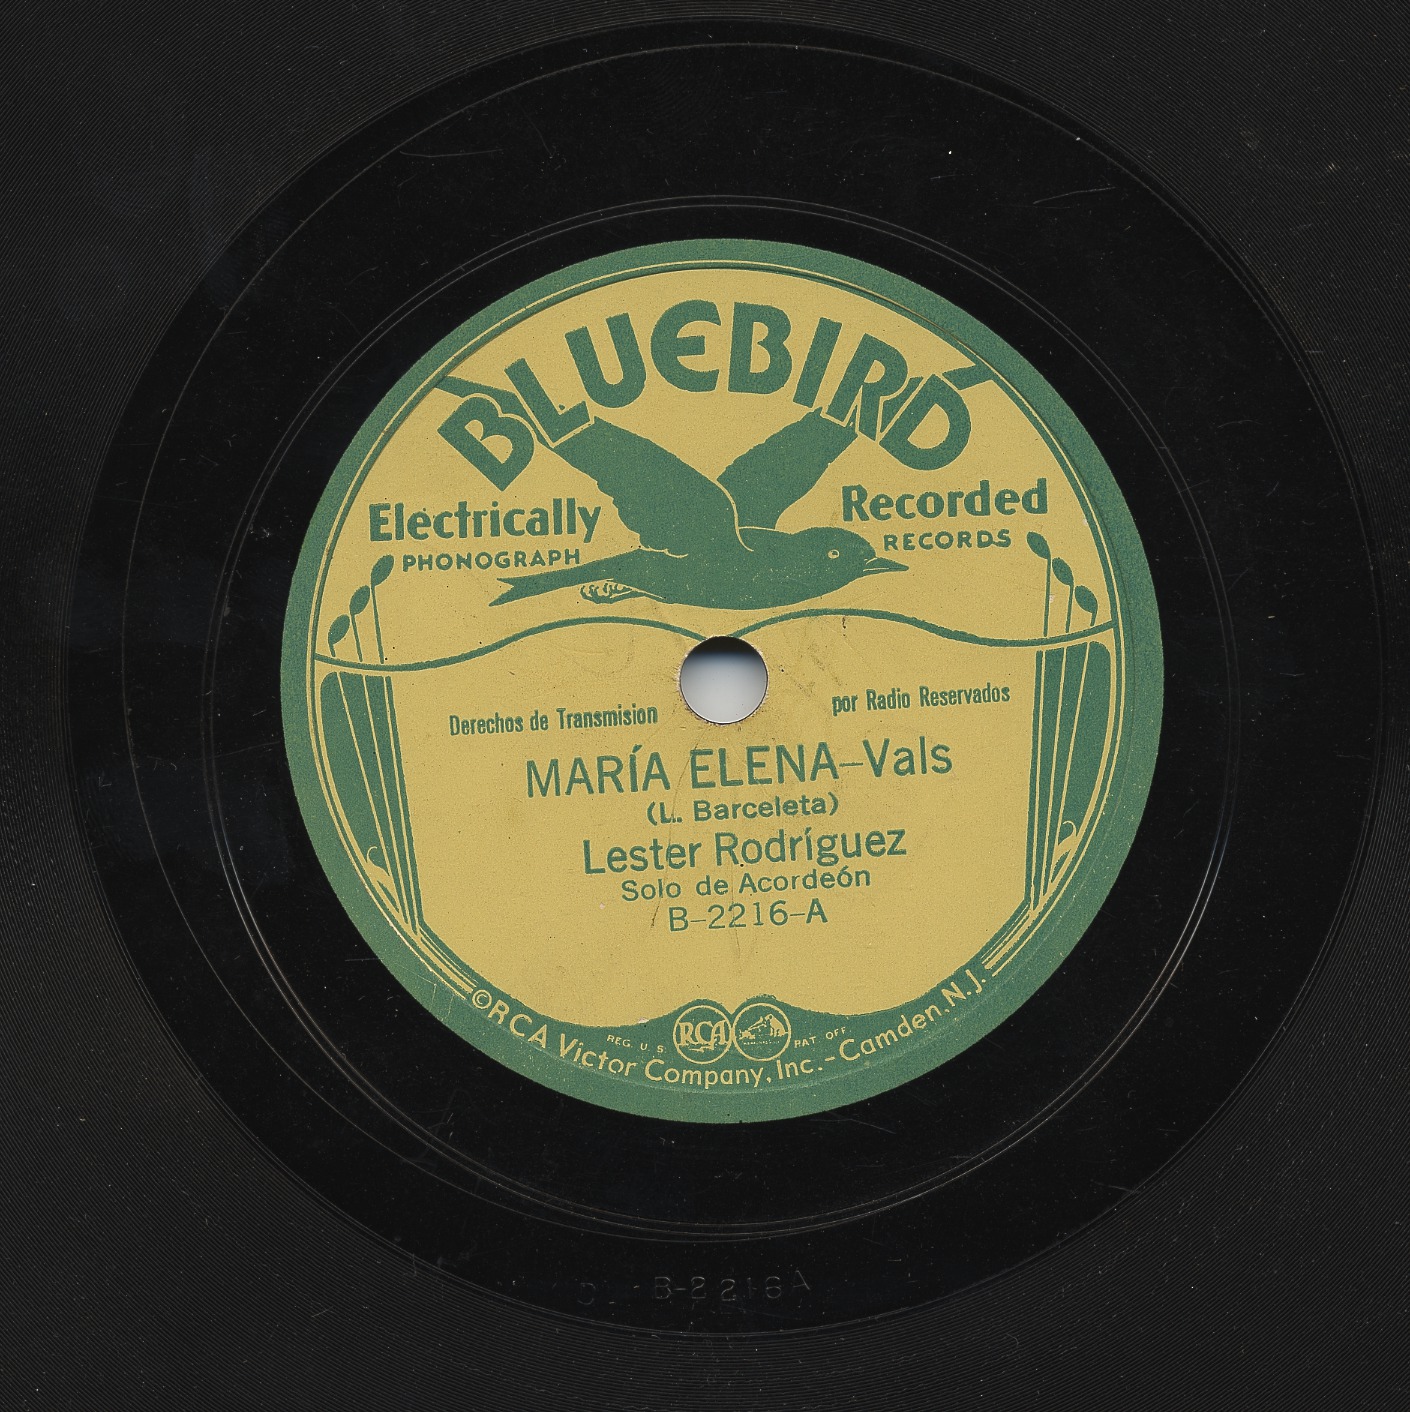 BLUEBIRD
Electrically Recorded
PHONOGRAPH RECORDS
Derechos de Transmision por Radio Reservados
MARÍA ELENA–Vals
(L. Barceleta)
Lester Rodríguez
Solo de Acordeón
B–2216–A
REG. U. S. RCA PAT. OFF.
©RCA Victor Company, Inc. - Camden, N.J.
B-2216A